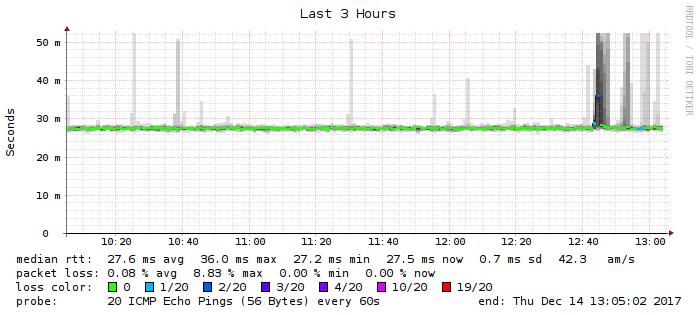 Last 3 Hours
RRDTOOL / TOBI OETIKER
Seconds
50 m
40 m
30 m
20 m
10 m
0
10:20 10:40 11:00 11:20 11:40 12:00 12:20 12:40 13:00
median rtt: 27.6 ms avg 36.0 ms max 27.2 ms min 27.5 ms now 0.7 ms sd 42.3 am/s
packet loss: 0.08 % avg 8.83 % max 0.00 % min 0.00 % now
loss color: 0 1/20 2/20 3/20 4/20 10/20 19/20
probe: 20 ICMP Echo Pings (56 Bytes) every 60s end: Thu Dec 14 13:05:02 2017